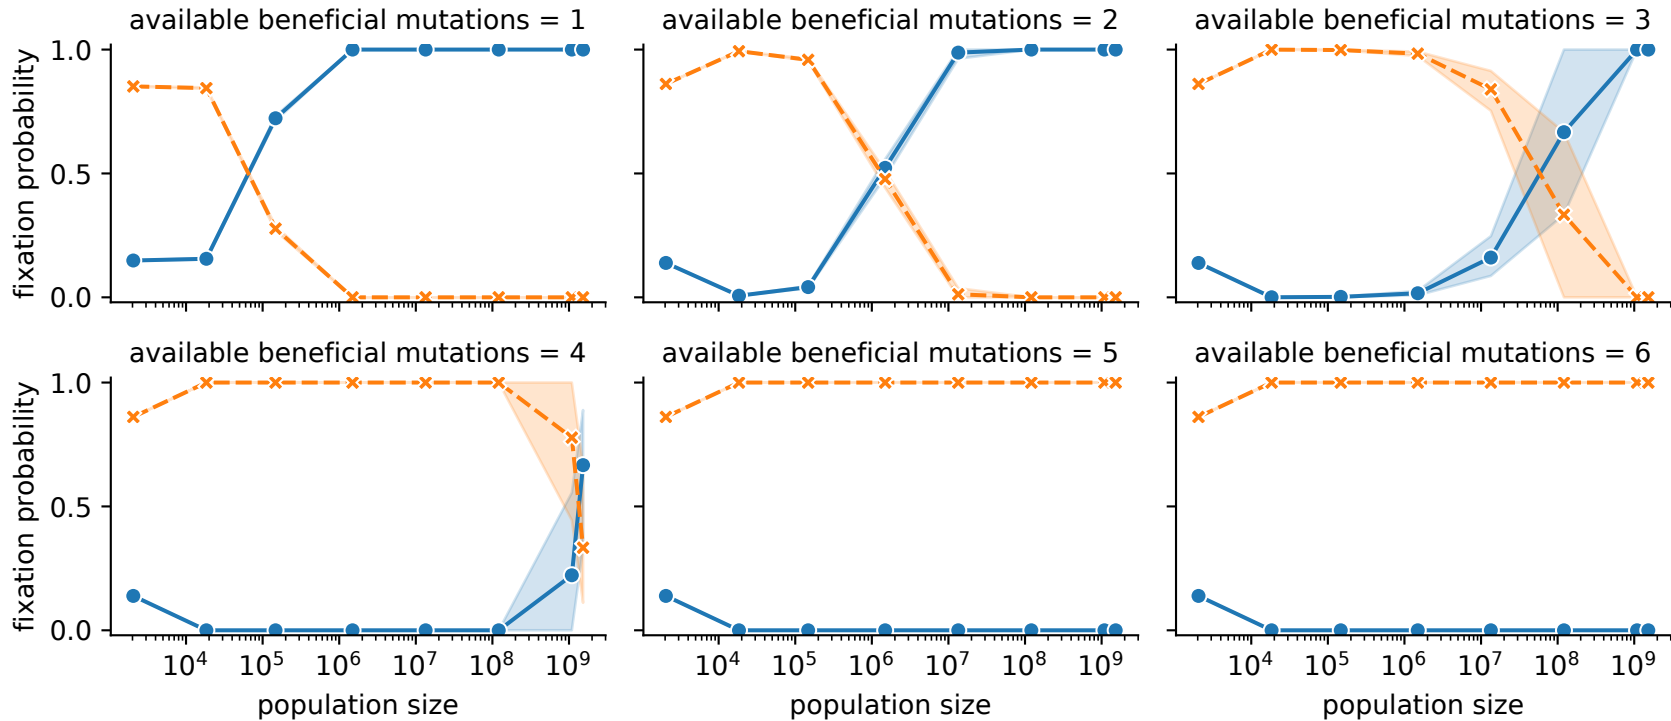 available beneficial mutations = 1
available beneficial mutations = 2
available beneficial mutations = 3
fixation probability
1.0
0.5
0.0
available beneficial mutations = 4
available beneficial mutations = 5
available beneficial mutations = 6
fixation probability
1.0
0.5
0.0
10⁴ 10⁵ 10⁶ 10⁷ 10⁸ 10⁹
10⁴ 10⁵ 10⁶ 10⁷ 10⁸ 10⁹
10⁴ 10⁵ 10⁶ 10⁷ 10⁸ 10⁹
population size
population size
population size